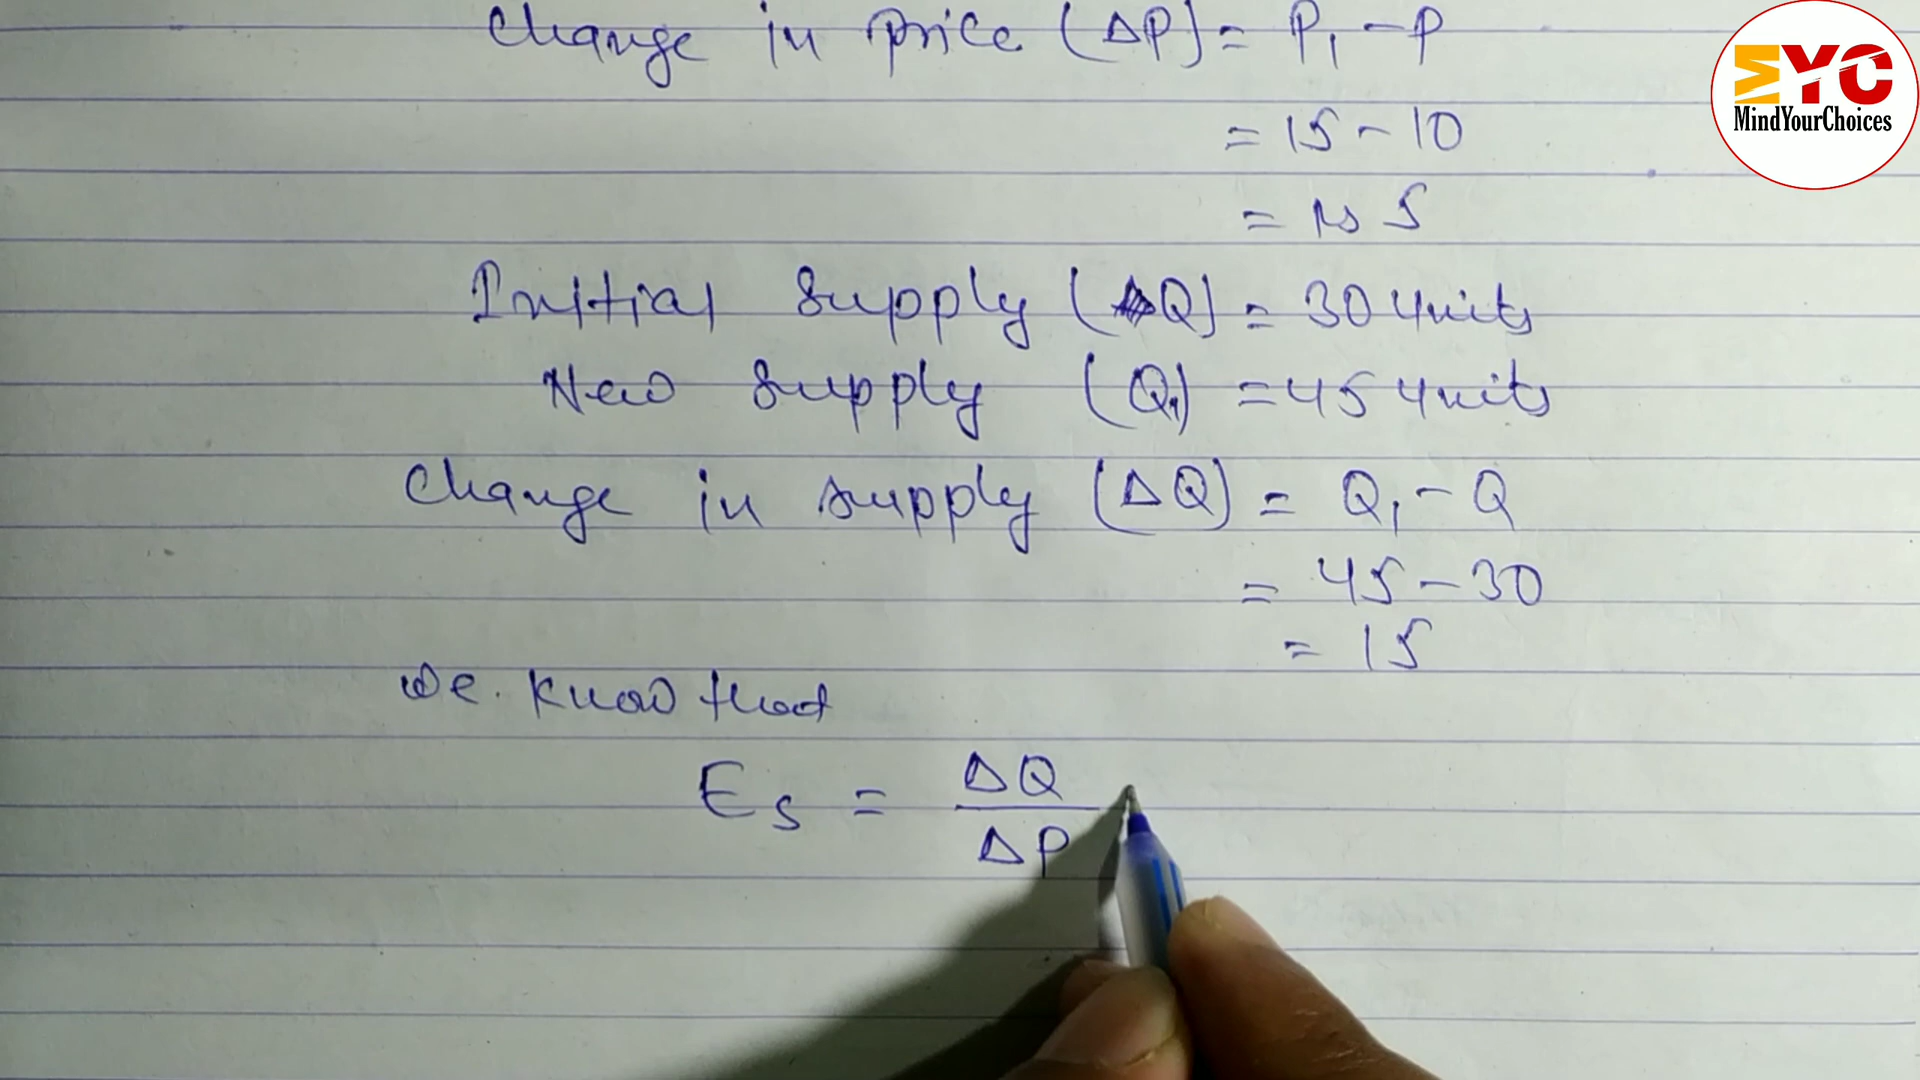 Change in price (ΔP) = P₁ - P
= 15 - 10
= Rs 5
Initial Supply (Q) = 30 units
New Supply (Q₁) = 45 units
Change in supply (ΔQ) = Q₁ - Q
= 45 - 30
= 15
We know that
Es = ΔQ
ΔP
MYC
MindYourChoices